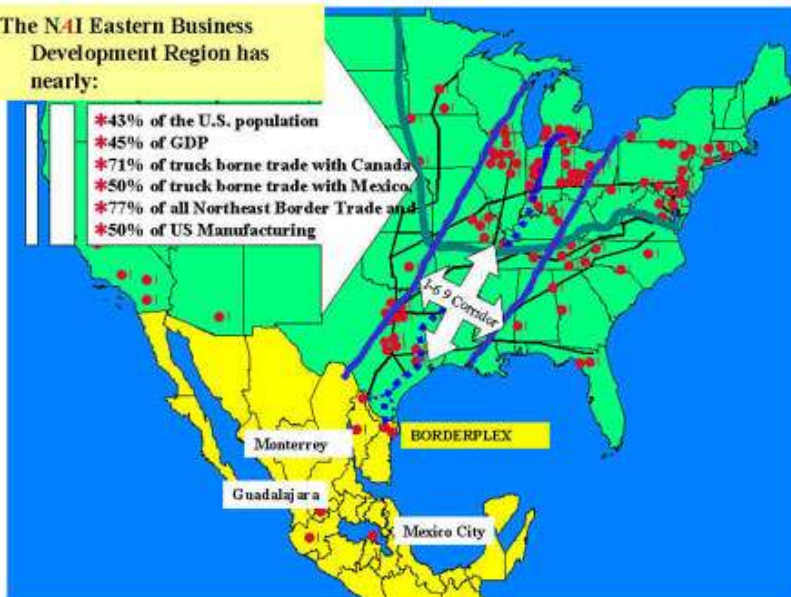 The NAI Eastern Business
Development Region has
nearly:
*43% of the U.S. population
*45% of GDP
*71% of truck borne trade with Canada
*50% of truck borne trade with Mexico,
*77% of all Northeast Border Trade and
*50% of US Manufacturing
I-69 Corridor
BORDERPLEX
Monterrey
Guadalajara
Mexico City